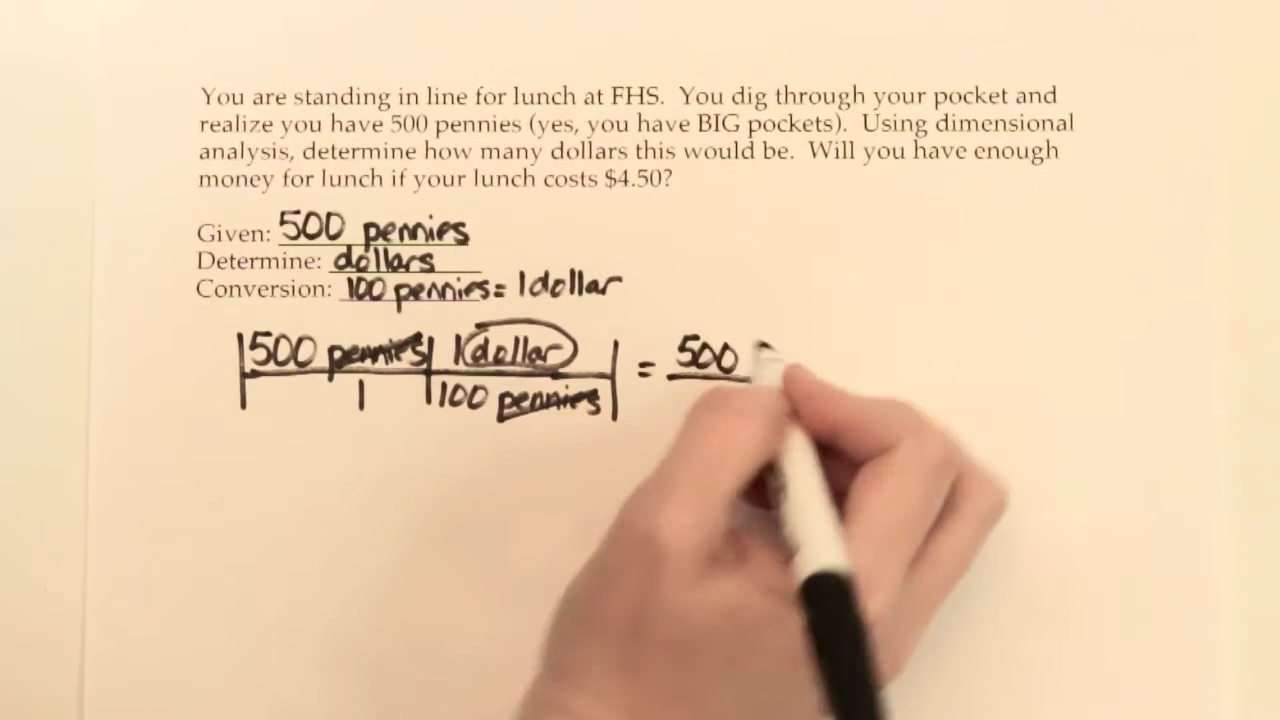 You are standing in line for lunch at FHS. You dig through your pocket and
realize you have 500 pennies (yes, you have BIG pockets). Using dimensional
analysis, determine how many dollars this would be. Will you have enough
money for lunch if your lunch costs $4.50?
Given: 500 pennies
Determine: dollars
Conversion: 100 pennies = 1 dollar
500 pennies | 1 dollar | = 500
1 | 100 pennies